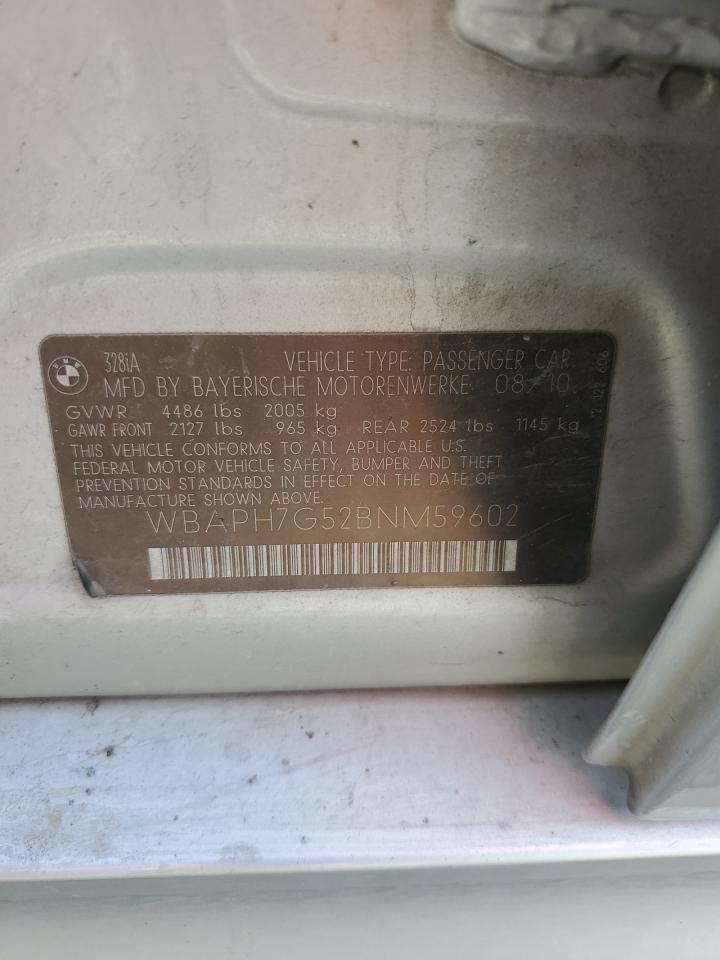 BMW
328iA VEHICLE TYPE: PASSENGER CAR
MFD BY BAYERISCHE MOTORENWERKE 08/10
GVWR 4486 lbs 2005 kg
GAWR FRONT 2127 lbs 965 kg REAR 2524 lbs 1145 kg
THIS VEHICLE CONFORMS TO ALL APPLICABLE U.S.
FEDERAL MOTOR VEHICLE SAFETY, BUMPER AND THEFT
PREVENTION STANDARDS IN EFFECT ON THE DATE OF
MANUFACTURE SHOWN ABOVE.
WBAPH7G52BNM59602